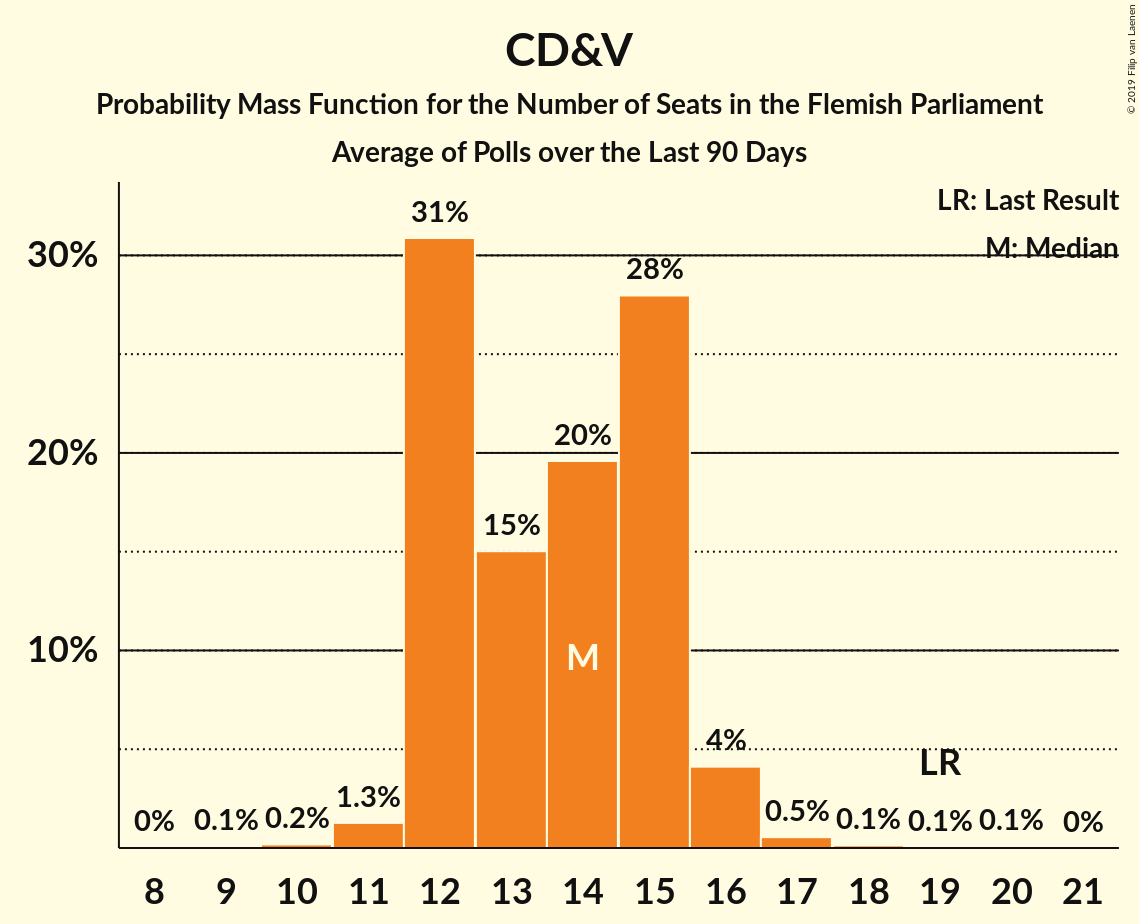 CD&V
Probability Mass Function for the Number of Seats in the Flemish Parliament
Average of Polls over the Last 90 Days
© 2019 Filip van Laenen
LR: Last Result
M: Median
30%
20%
10%
0%
0.1%
0.2%
1.3%
31%
15%
20%
28%
4%
0.5%
0.1%
0.1%
0.1%
0%
M
LR
8 9 10 11 12 13 14 15 16 17 18 19 20 21